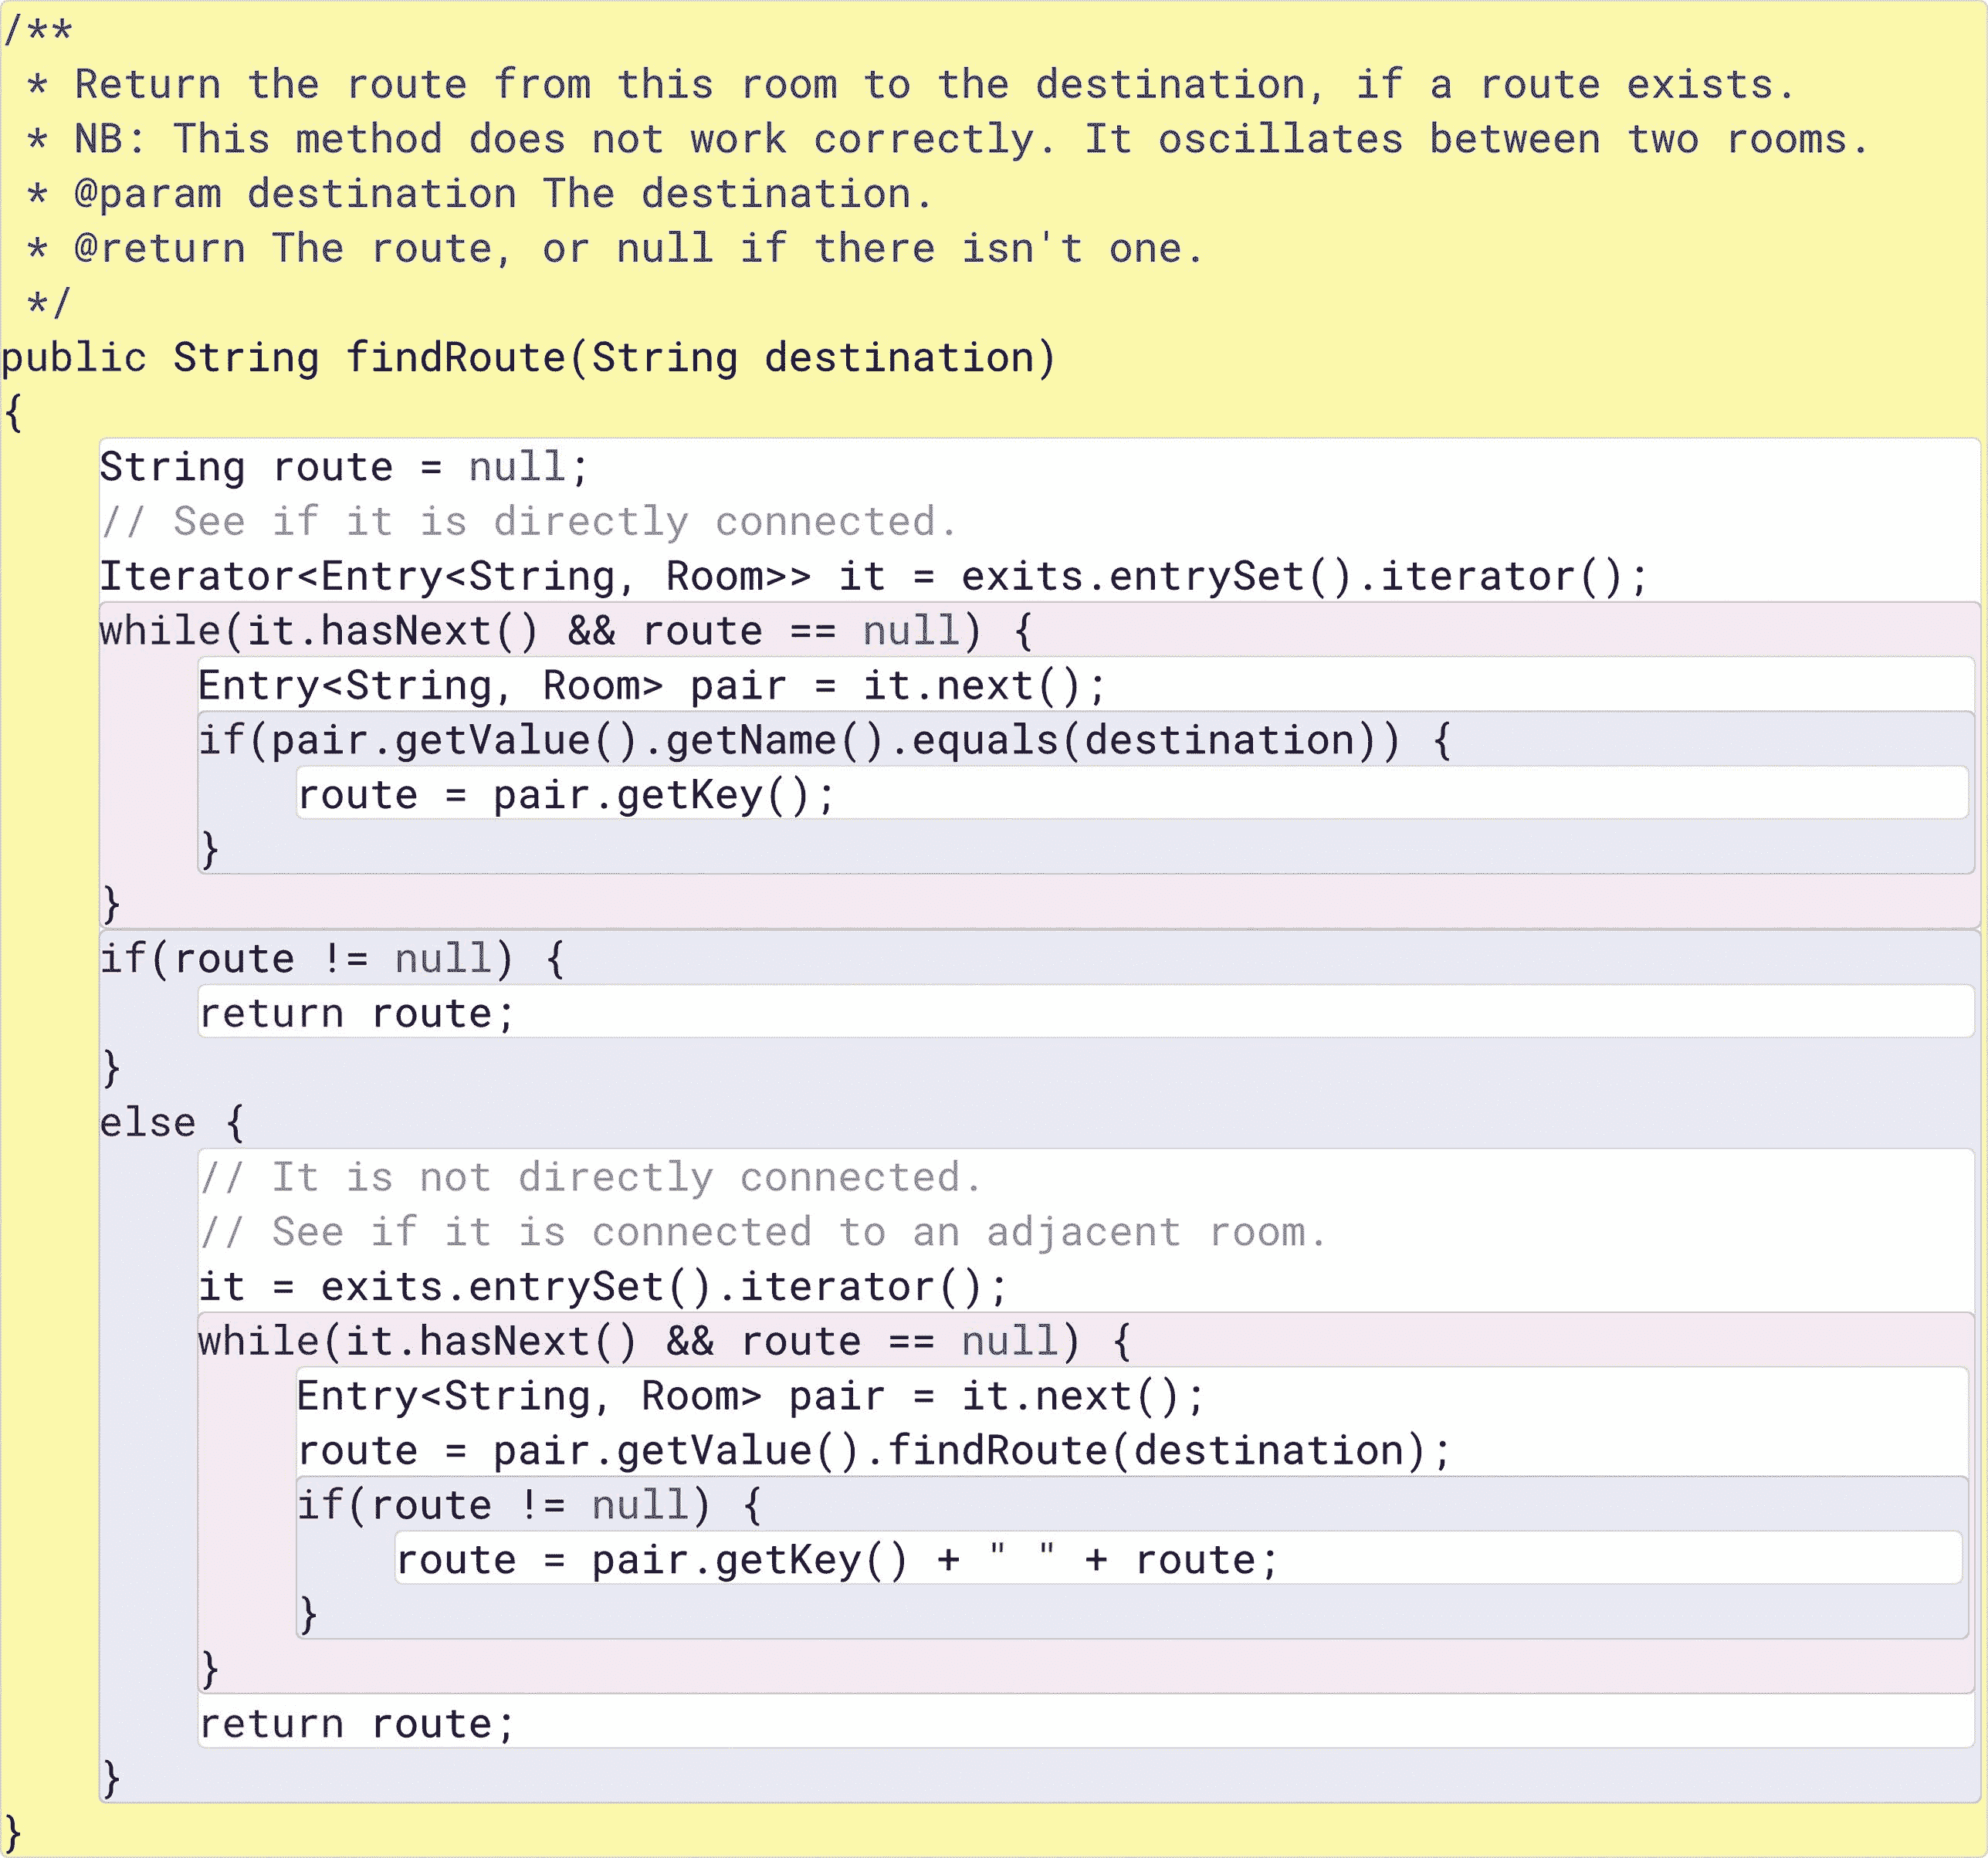 /**
 * Return the route from this room to the destination, if a route exists.
 * NB: This method does not work correctly. It oscillates between two rooms.
 * @param destination The destination.
 * @return The route, or null if there isn't one.
 */
public String findRoute(String destination)
{
    String route = null;
    // See if it is directly connected.
    Iterator<Entry<String, Room>> it = exits.entrySet().iterator();
    while(it.hasNext() && route == null) {
        Entry<String, Room> pair = it.next();
        if(pair.getValue().getName().equals(destination)) {
            route = pair.getKey();
        }
    }
    if(route != null) {
        return route;
    }
    else {
        // It is not directly connected.
        // See if it is connected to an adjacent room.
        it = exits.entrySet().iterator();
        while(it.hasNext() && route == null) {
            Entry<String, Room> pair = it.next();
            route = pair.getValue().findRoute(destination);
            if(route != null) {
                route = pair.getKey() + " " + route;
            }
        }
        return route;
    }
}